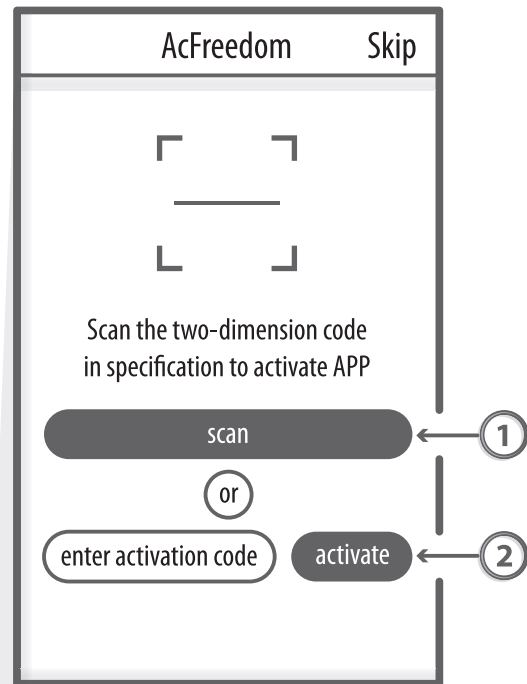 AcFreedom Skip
Scan the two-dimension code
in specification to activate APP
scan
1
or
enter activation code activate
2